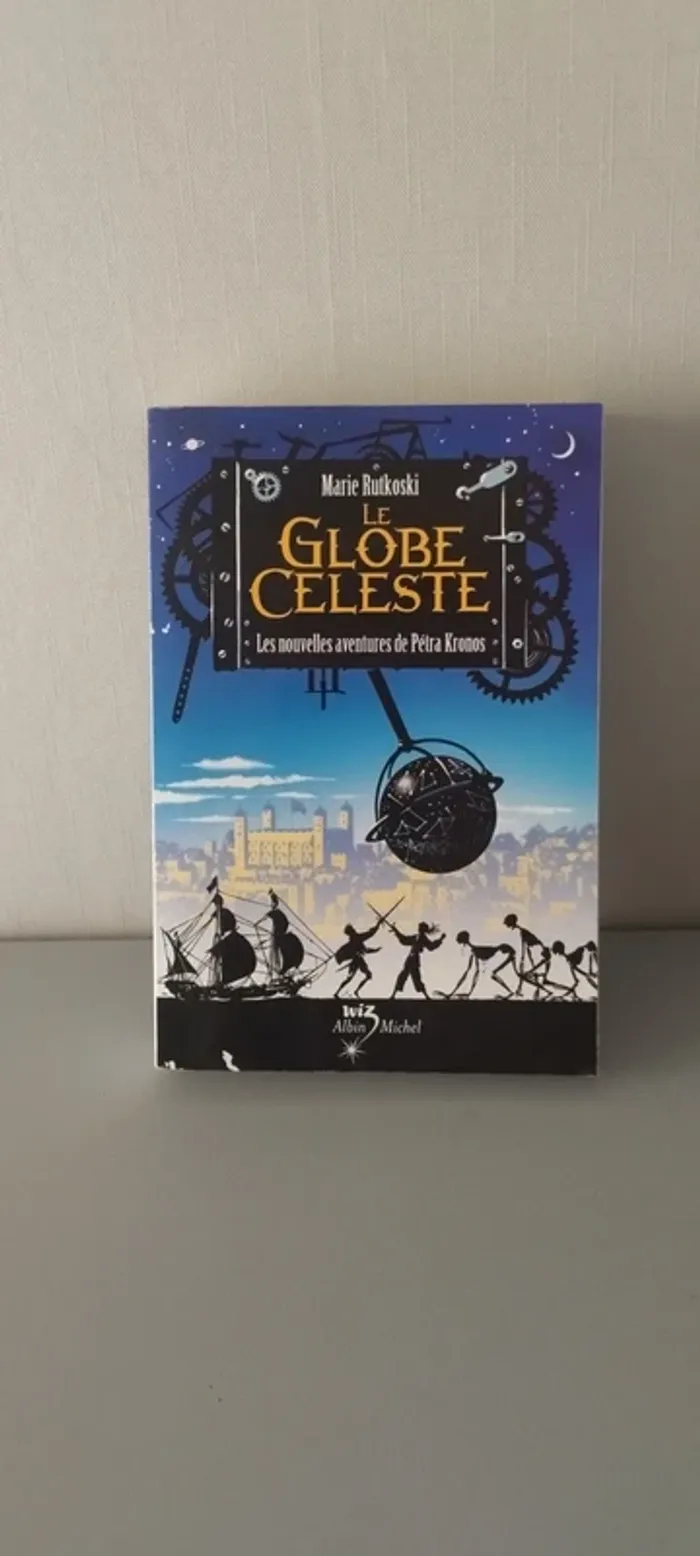 Marie Rutkoski
LE
GLOBE
CELESTE
Les nouvelles aventures de Pétra Kronos
wiz
Albin Michel